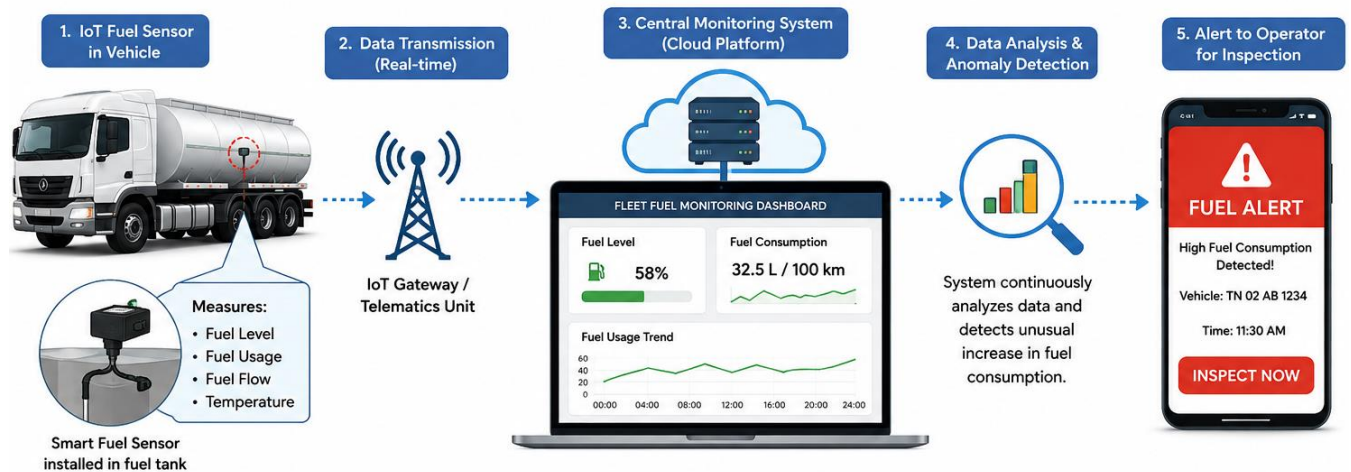 1. IoT Fuel Sensor
in Vehicle
2. Data Transmission
(Real-time)
3. Central Monitoring System
(Cloud Platform)
4. Data Analysis &
Anomaly Detection
5. Alert to Operator
for Inspection
Measures:
• Fuel Level
• Fuel Usage
• Fuel Flow
• Temperature
Smart Fuel Sensor
installed in fuel tank
IoT Gateway /
Telematics Unit
FLEET FUEL MONITORING DASHBOARD
Fuel Level
58%
Fuel Consumption
32.5 L / 100 km
Fuel Usage Trend
60
40
20
0
00:00 04:00 08:00 12:00 16:00 20:00 24:00
System continuously
analyzes data and
detects unusual
increase in fuel
consumption.
FUEL ALERT
High Fuel Consumption
Detected!
Vehicle: TN 02 AB 1234
Time: 11:30 AM
INSPECT NOW